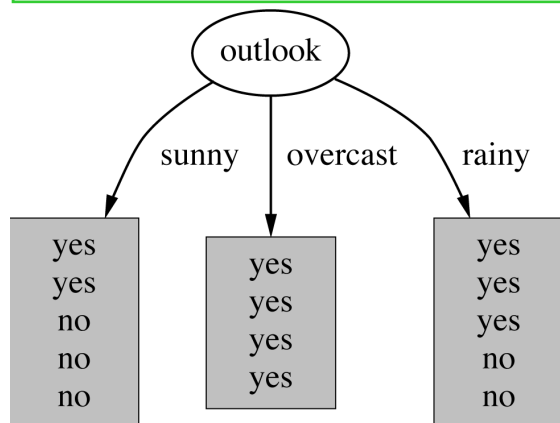 outlook
sunny
overcast
rainy
yes
yes
no
no
no
yes
yes
yes
yes
yes
yes
yes
no
no